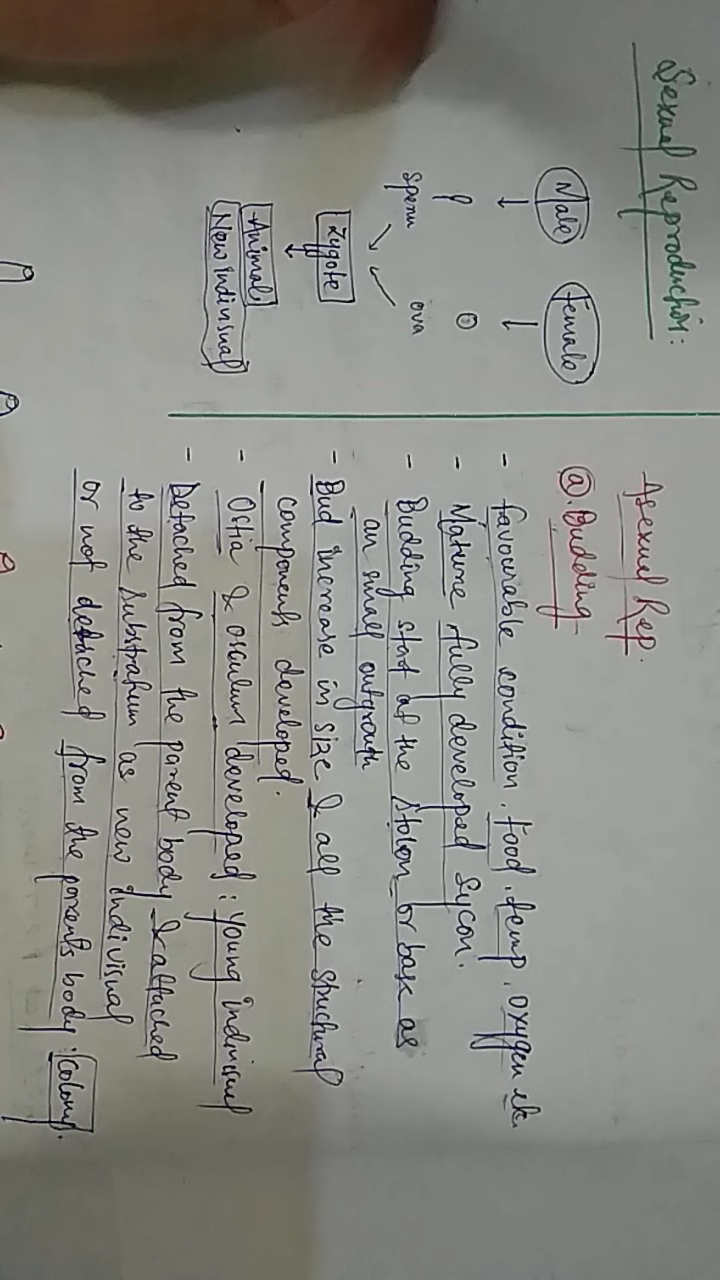 Sexual Reproduction:
Male Female
sperm ova
Zygote
Animal
New indivisual
Asexual Rep.
(a) Budding
- favourable condition. food, temp, oxygen etc.
- Mature fully developed Sycon.
- Budding start at the stolon or base as
an small outgrowth
- Bud increase in size & all the structural
components developed.
- Ostia & osculum developed: young indivisual
- Detached from the parent body & attached
to the substratum as new indivisual
or not detached from the parents body: colony.